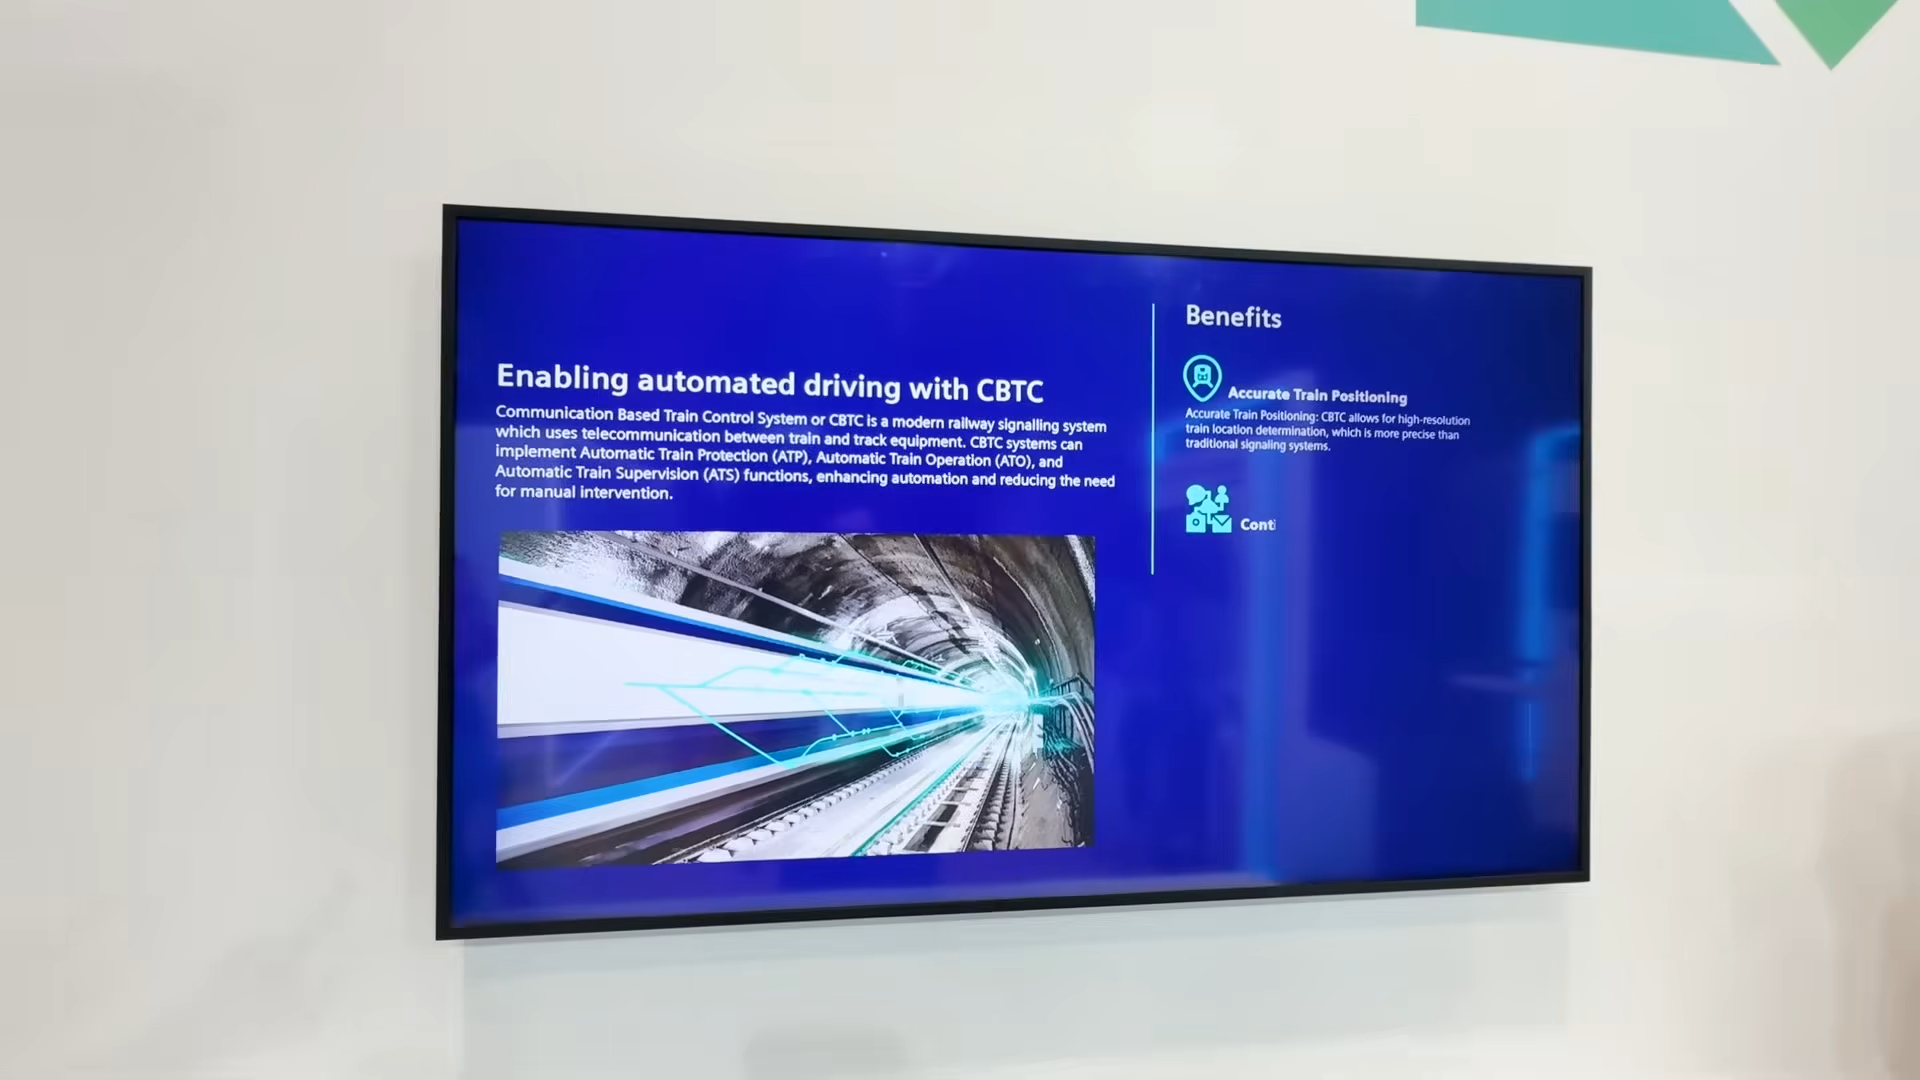 Enabling automated driving with CBTC
Communication Based Train Control System or CBTC is a modern railway signalling system
which uses telecommunication between train and track equipment. CBTC systems can
implement Automatic Train Protection (ATP), Automatic Train Operation (ATO), and
Automatic Train Supervision (ATS) functions, enhancing automation and reducing the need
for manual intervention.
Benefits
Accurate Train Positioning
Accurate Train Positioning: CBTC allows for high-resolution
train location determination, which is more precise than
traditional signaling systems.
Conti